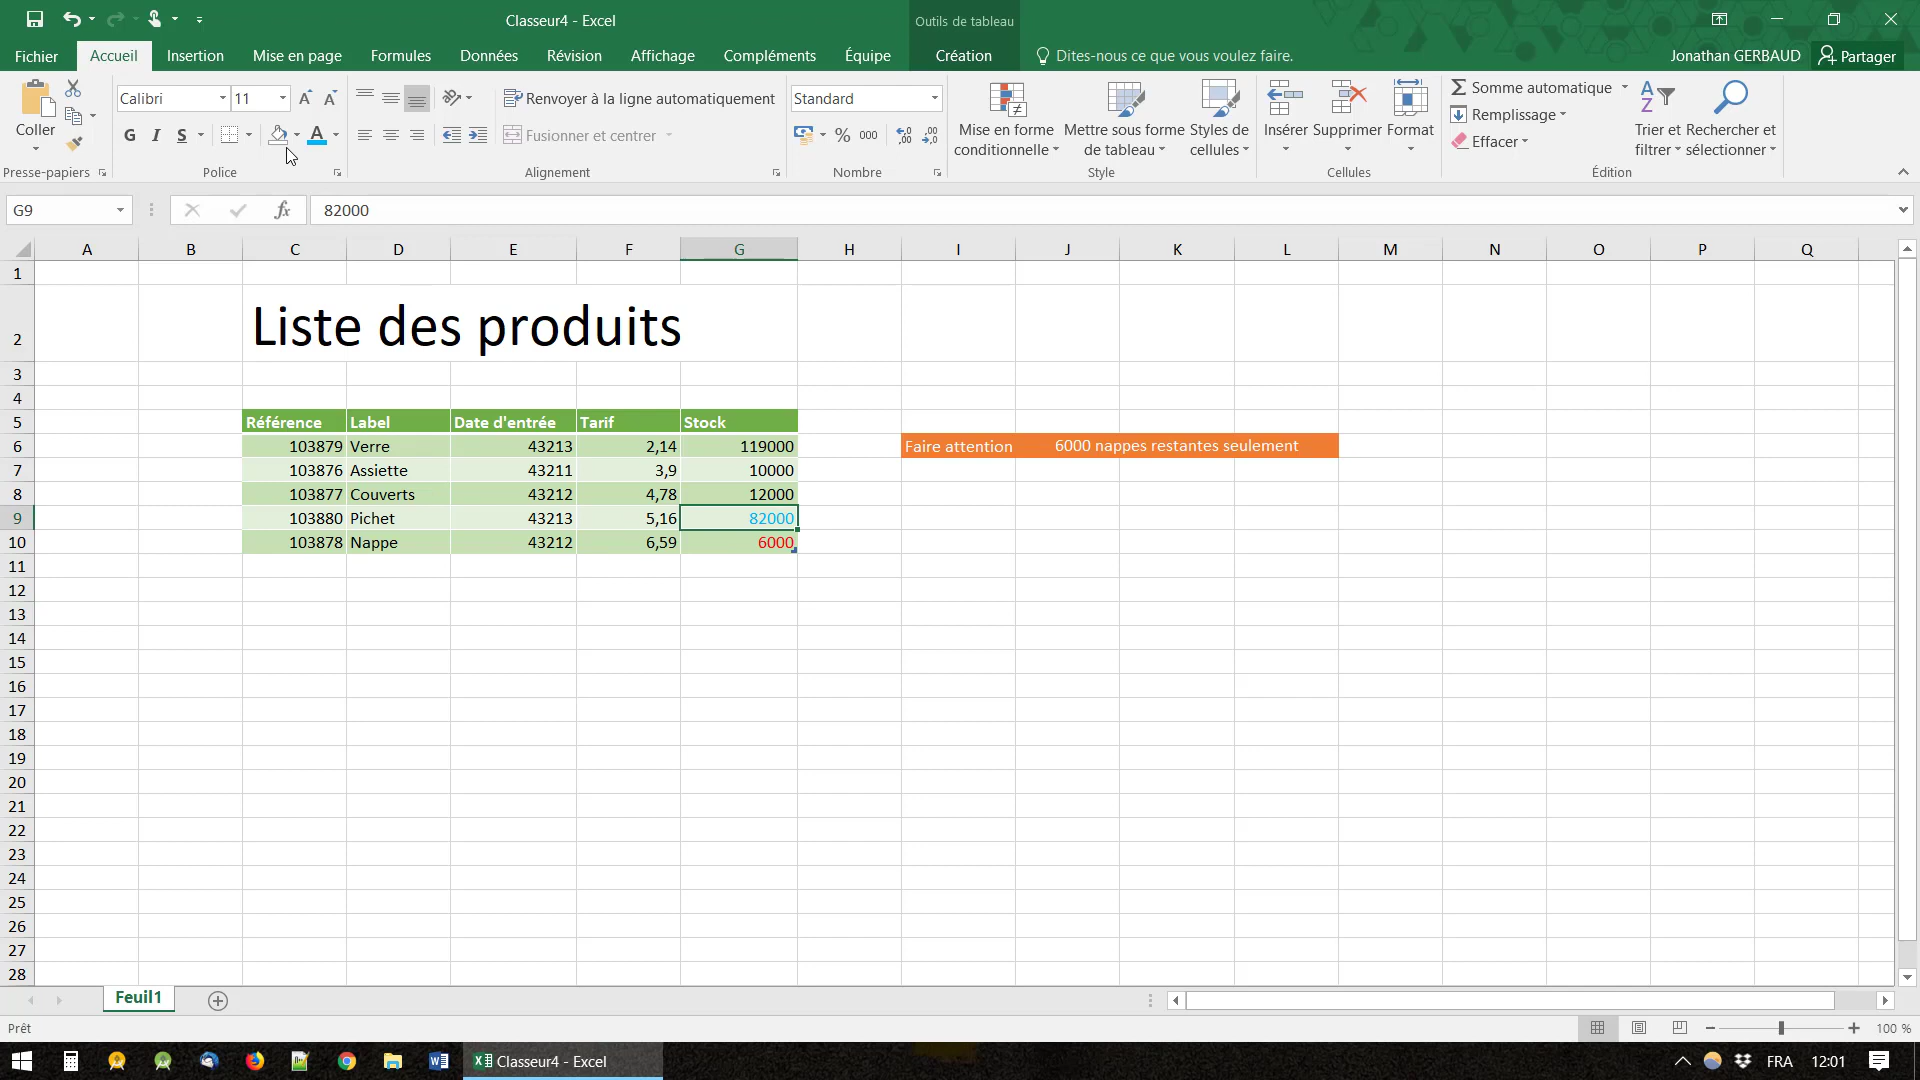 Classeur4 - Excel
Outils de tableau
Fichier
Accueil
Insertion
Mise en page
Formules
Données
Révision
Affichage
Compléments
Équipe
Création
Dites-nous ce que vous voulez faire.
Jonathan GERBAUD
Partager
Coller
Presse-papiers
Calibri
11
G
I
S
A
Police
Renvoyer à la ligne automatiquement
Fusionner et centrer
Alignement
Standard
%
000
Nombre
Mise en forme
conditionnelle
Mettre sous forme
de tableau
Styles de
cellules
Style
Insérer
Supprimer
Format
Cellules
Somme automatique
Remplissage
Effacer
Trier et
filtrer
Rechercher et
sélectionner
Édition
G9
fx
82000
A B C D E F G H I J K L M N O P Q
1
2 Liste des produits
3
4
5 Référence Label Date d'entrée Tarif Stock
6 103879 Verre 43213 2,14 119000 Faire attention 6000 nappes restantes seulement
7 103876 Assiette 43211 3,9 10000
8 103877 Couverts 43212 4,78 12000
9 103880 Pichet 43213 5,16 82000
10 103878 Nappe 43212 6,59 6000
11
12
13
14
15
16
17
18
19
20
21
22
23
24
25
26
27
28
Feuil1
Prêt
100 %
Classeur4 - Excel
FRA
12:01